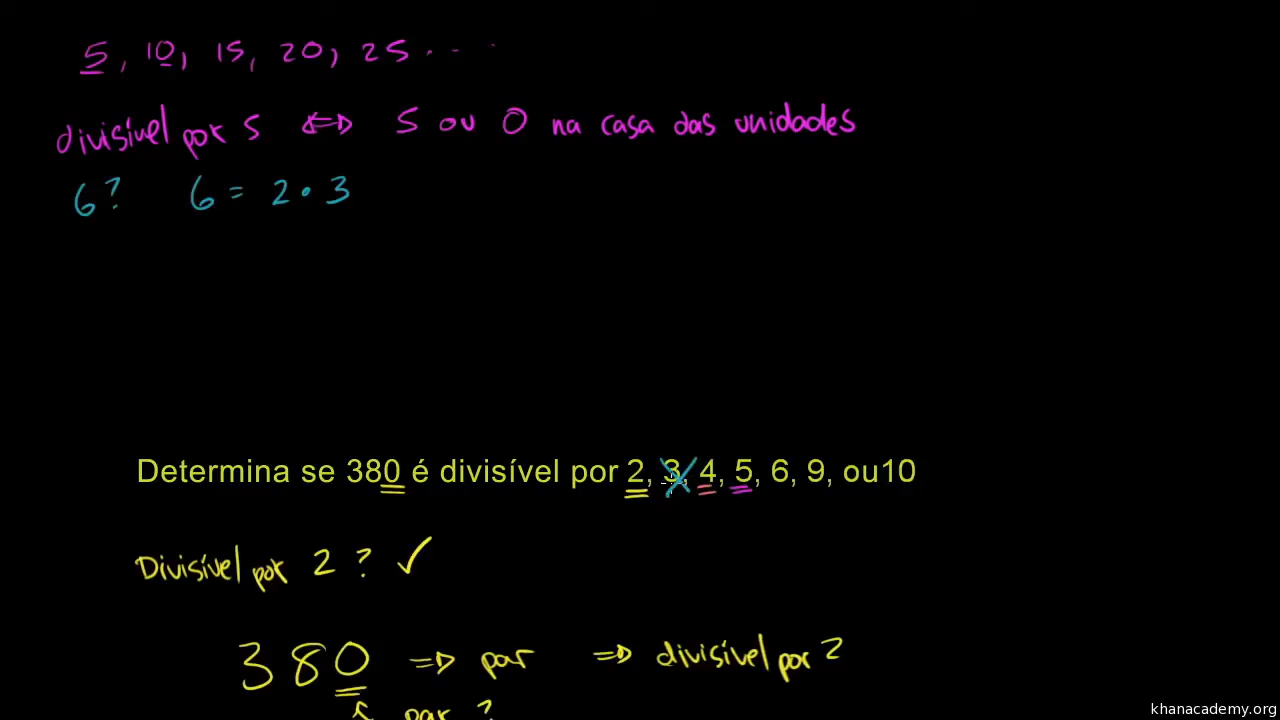 5, 10, 15, 20, 25 . . .
divisível por 5 ⇔ 5 ou 0 na casa das unidades
6? 6 = 2 · 3
Determina se 380 é divisível por 2, 3, 4, 5, 6, 9, ou10
Divisível por 2 ? ✓
380 ⇒ par ⇒ divisível por 2
par ?
khanacademy.org